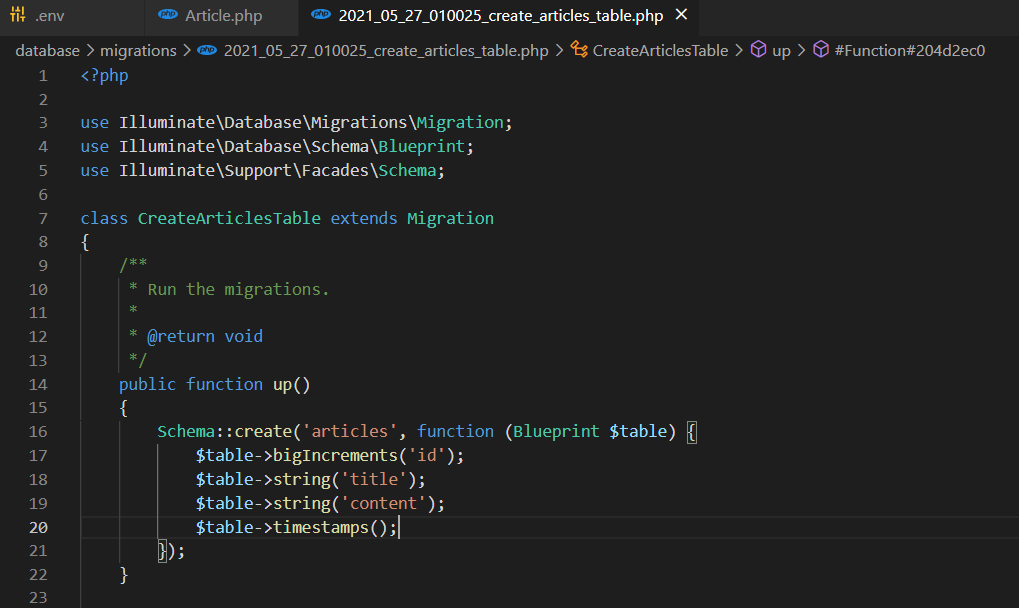 .env php Article.php php 2021_05_27_010025_create_articles_table.php ×
database > migrations > php 2021_05_27_010025_create_articles_table.php > CreateArticlesTable > up > #Function#204d2ec0
1 <?php
2
3 use Illuminate\Database\Migrations\Migration;
4 use Illuminate\Database\Schema\Blueprint;
5 use Illuminate\Support\Facades\Schema;
6
7 class CreateArticlesTable extends Migration
8 {
9     /**
10      * Run the migrations.
11      *
12      * @return void
13      */
14     public function up()
15     {
16         Schema::create('articles', function (Blueprint $table) {
17             $table->bigIncrements('id');
18             $table->string('title');
19             $table->string('content');
20             $table->timestamps();
21         });
22     }
23